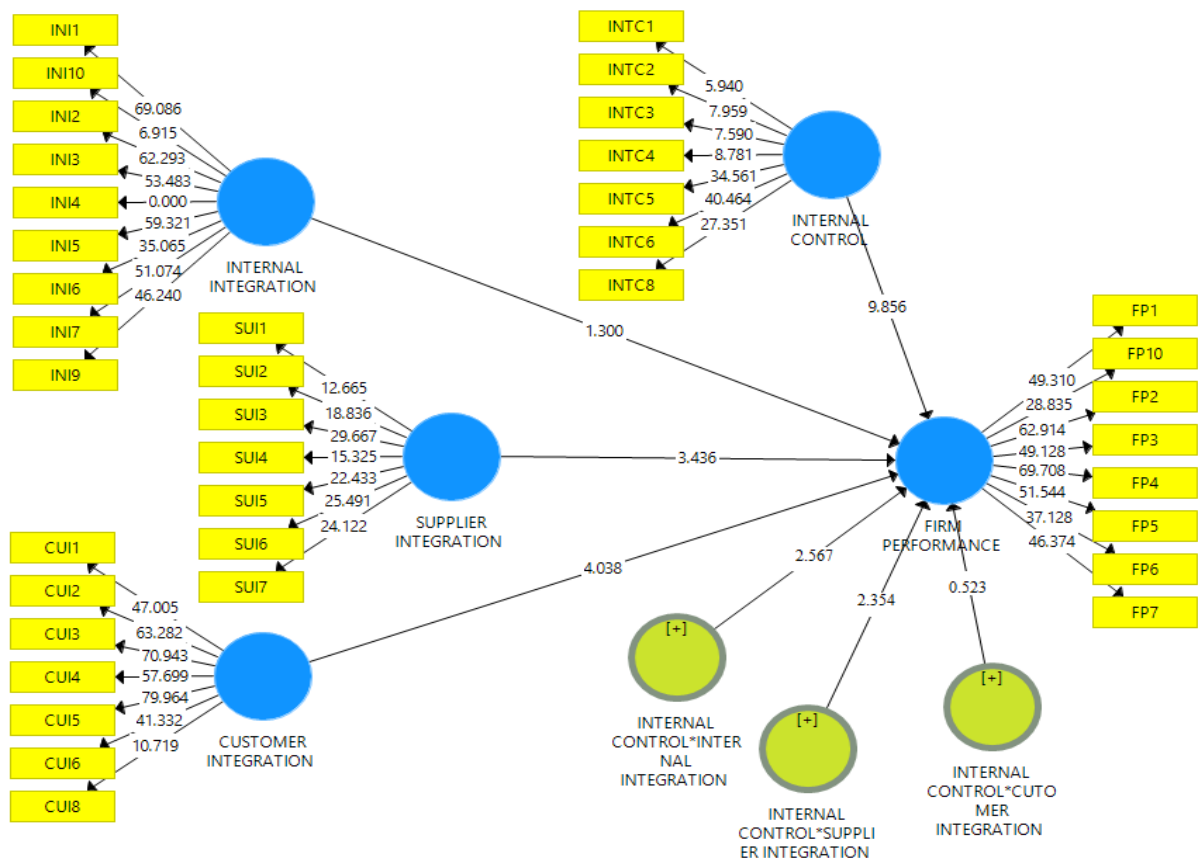 INI1
INI10
INI2
INI3
INI4
INI5
INI6
INI7
INI9
69.086
6.915
62.293
53.483
0.000
59.321
35.065
51.074
46.240
INTERNAL
INTEGRATION
INTC1
INTC2
INTC3
INTC4
INTC5
INTC6
INTC8
5.940
7.959
7.590
8.781
34.561
40.464
27.351
INTERNAL
CONTROL
9.856
1.300
SUI1
SUI2
SUI3
SUI4
SUI5
SUI6
SUI7
12.665
18.836
29.667
15.325
22.433
25.491
24.122
SUPPLIER
INTEGRATION
3.436
FP1
FP10
FP2
FP3
FP4
FP5
FP6
FP7
49.310
28.835
62.914
49.128
69.708
51.544
37.128
46.374
FIRM
PERFORMANCE
CUI1
CUI2
CUI3
CUI4
CUI5
CUI6
CUI8
47.005
63.282
70.943
57.699
79.964
41.332
10.719
CUSTOMER
INTEGRATION
4.038
2.567
2.354
0.523
[+]
INTERNAL
CONTROL*INTER
NAL
INTEGRATION
[+]
INTERNAL
CONTROL*SUPPLI
ER INTEGRATION
[+]
INTERNAL
CONTROL*CUTO
MER
INTEGRATION